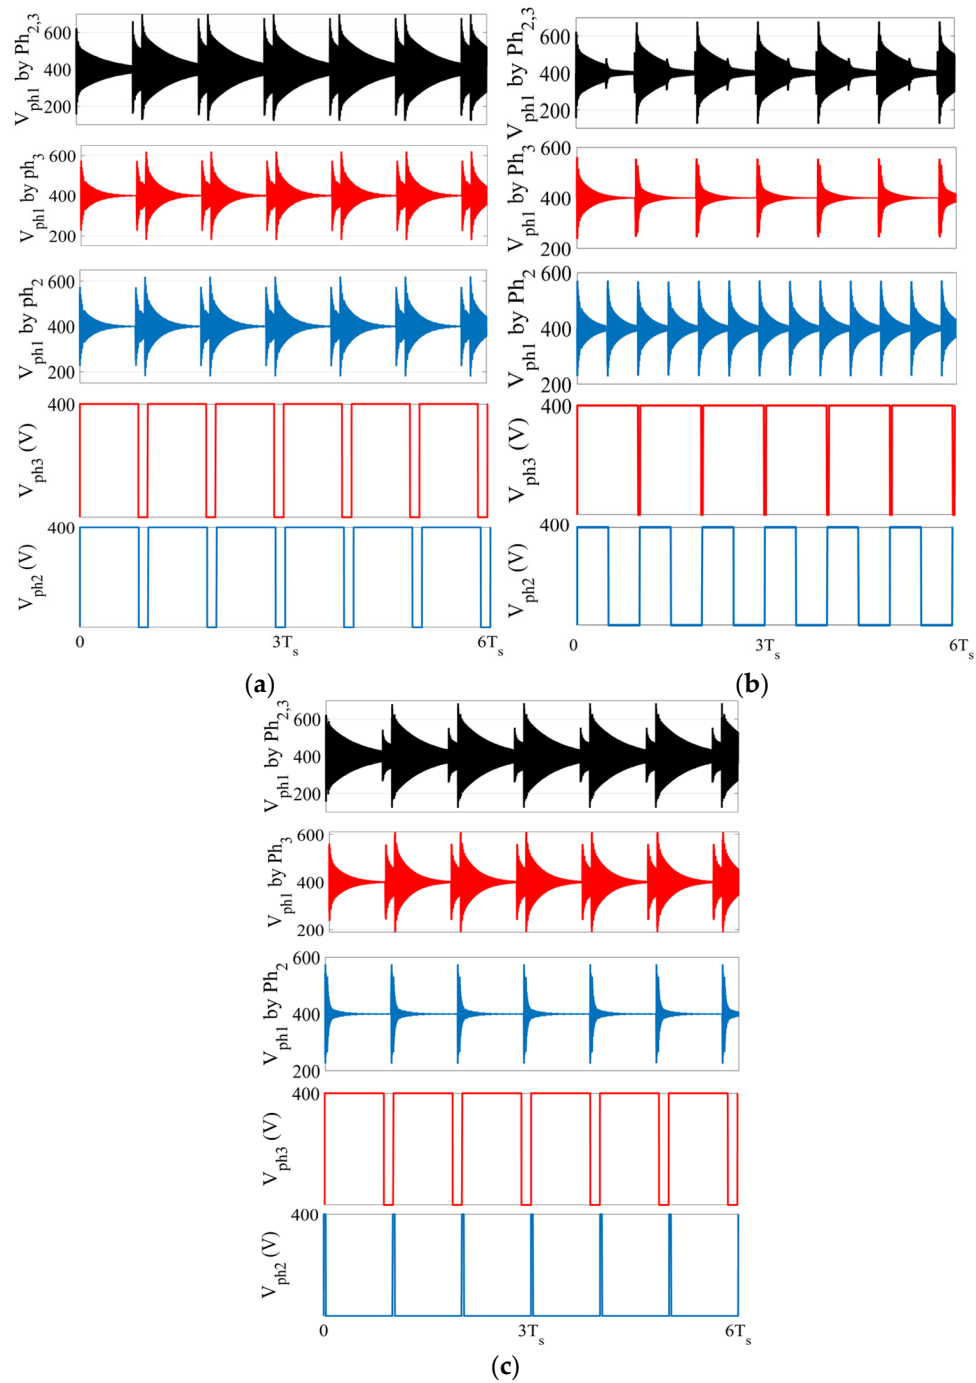 V_ph1 by Ph_2,3
600
400
200
V_ph1 by ph_3
600
400
200
V_ph1 by ph_2
600
400
200
V_ph3 (V)
400
V_ph2 (V)
400
0 3T_s 6T_s
(a)
V_ph1 by Ph_2,3
600
400
200
V_ph1 by Ph_3
600
400
200
V_ph1 by Ph_2
600
400
200
V_ph3 (V)
400
V_ph2 (V)
400
0 3T_s 6T_s
(b)
V_ph1 by Ph_2,3
600
400
200
V_ph1 by Ph_3
600
400
200
V_ph1 by Ph_2
600
400
200
V_ph3 (V)
400
V_ph2 (V)
400
0 3T_s 6T_s
(c)